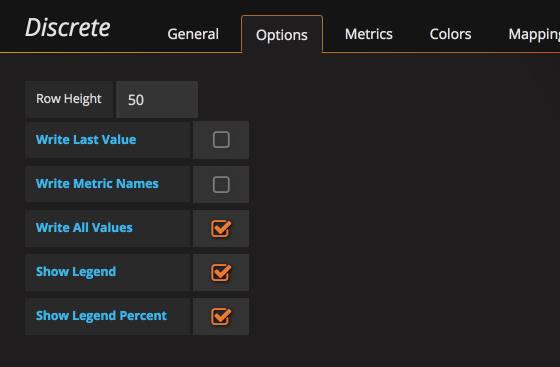 Discrete General Options Metrics Colors Mapping
Row Height 50
Write Last Value
Write Metric Names
Write All Values
Show Legend
Show Legend Percent